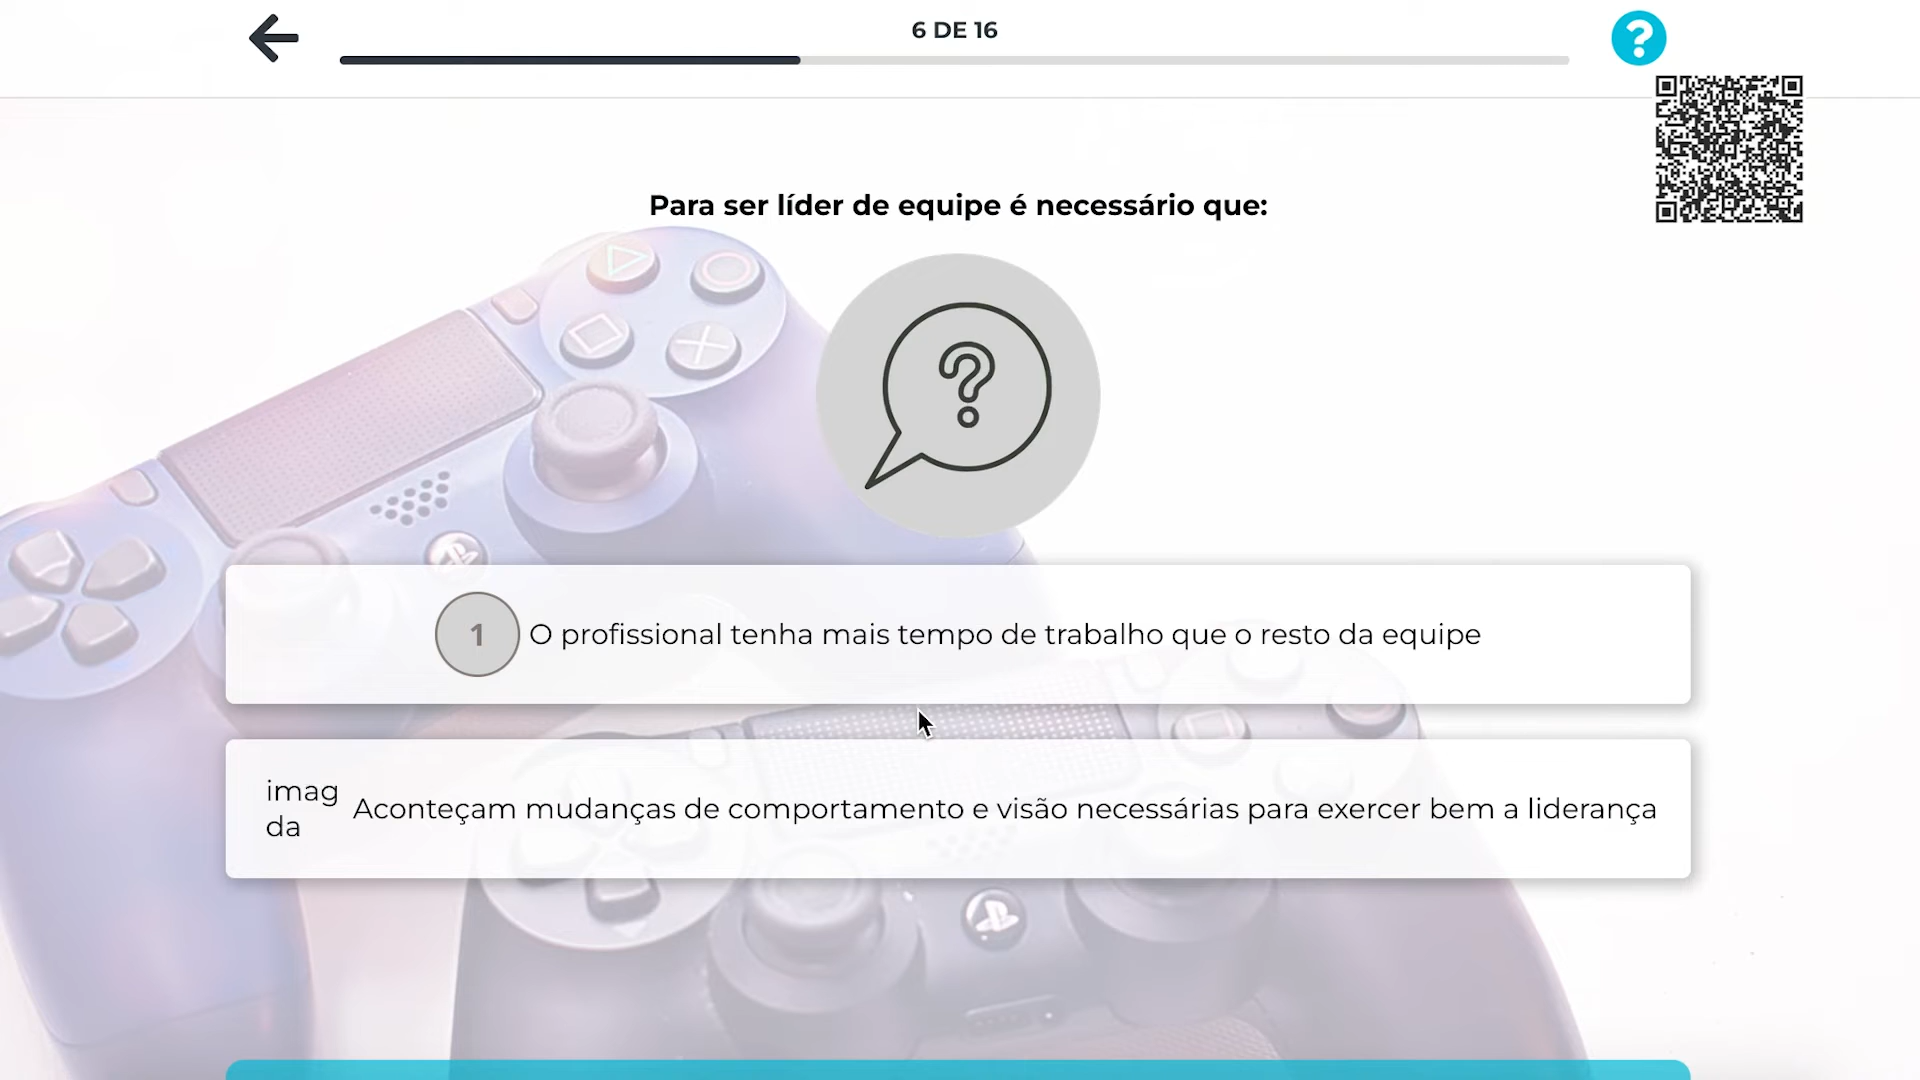 6 DE 16
?
Para ser líder de equipe é necessário que:
?
1 O profissional tenha mais tempo de trabalho que o resto da equipe
imag
da
Aconteçam mudanças de comportamento e visão necessárias para exercer bem a liderança